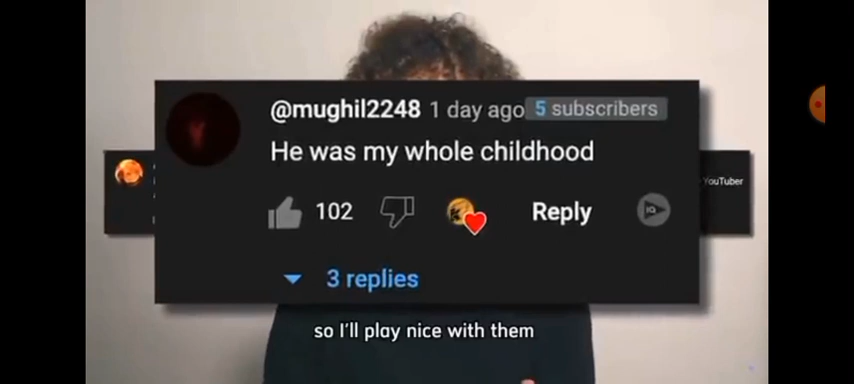 @mughil2248 1 day ago 5 subscribers
He was my whole childhood
YouTuber
102 Reply IQ
3 replies
so I'll play nice with them